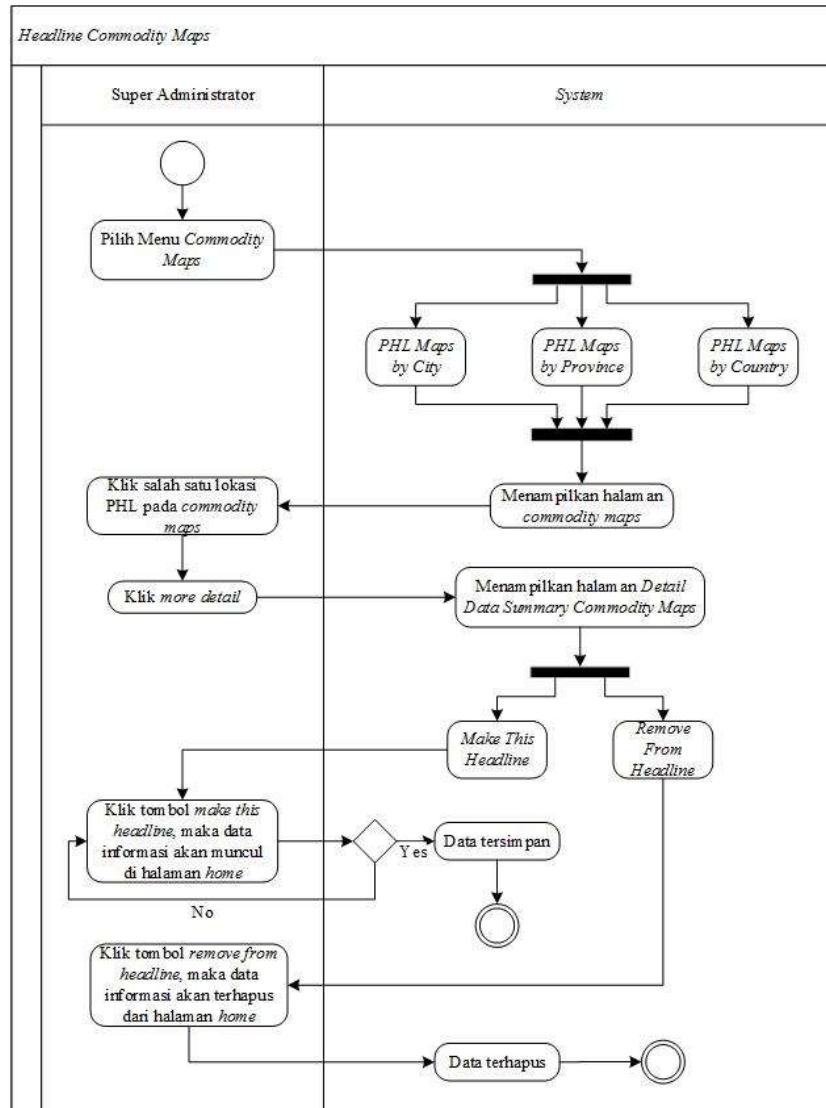 Headline Commodity Maps
Super Administrator
System
Pilih Menu Commodity
Maps
PHL Maps
by City
PHL Maps
by Province
PHL Maps
by Country
Klik salah satu lokasi
PHL pada commodity
maps
Menampilkan halaman
commodity maps
Klik more detail
Menampilkan halaman Detail
Data Summary Commodity Maps
Make This
Headline
Remove
From
Headline
Klik tombol make this
headline, maka data
informasi akan muncul
di halaman home
Yes
Data tersimpan
No
Klik tombol remove from
headline, maka data
informasi akan terhapus
dari halaman home
Data terhapus